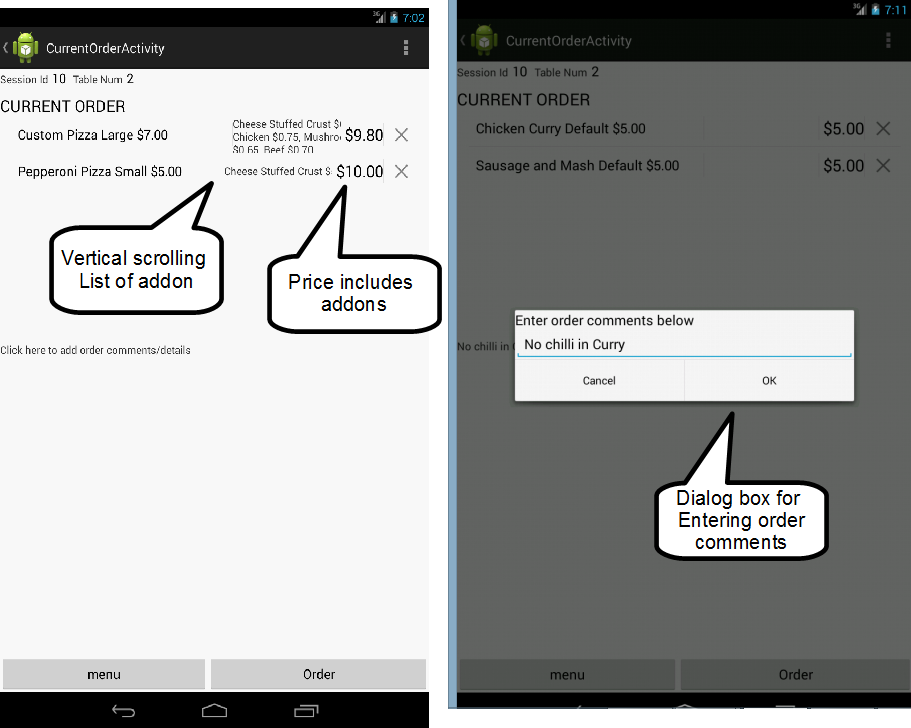 3G 7:02
CurrentOrderActivity
Session Id 10 Table Num 2
CURRENT ORDER
Custom Pizza Large $7.00
Cheese Stuffed Crust
Chicken $0.75,
$0.65, Beef $0.70
$9.80
Pepperoni Pizza Small $5.00
Cheese Stuffed Crust
$10.00
Vertical scrolling
List of addon
Price includes
addons
Click here to add order comments/details
menu
Order
3G 7:11
CurrentOrderActivity
Session Id 10 Table Num 2
CURRENT ORDER
Chicken Curry Default $5.00
$5.00
Sausage and Mash Default $5.00
$5.00
Enter order comments below
No chilli in Curry
No chilli in
Cancel
OK
Dialog box for
Entering order
comments
menu
Order